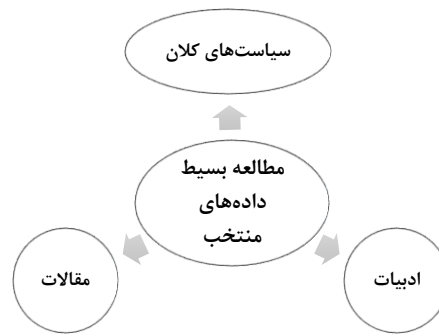 سیاست‌های کلان
مطالعه بسیط
داده‌های
منتخب
ادبیات
مقالات